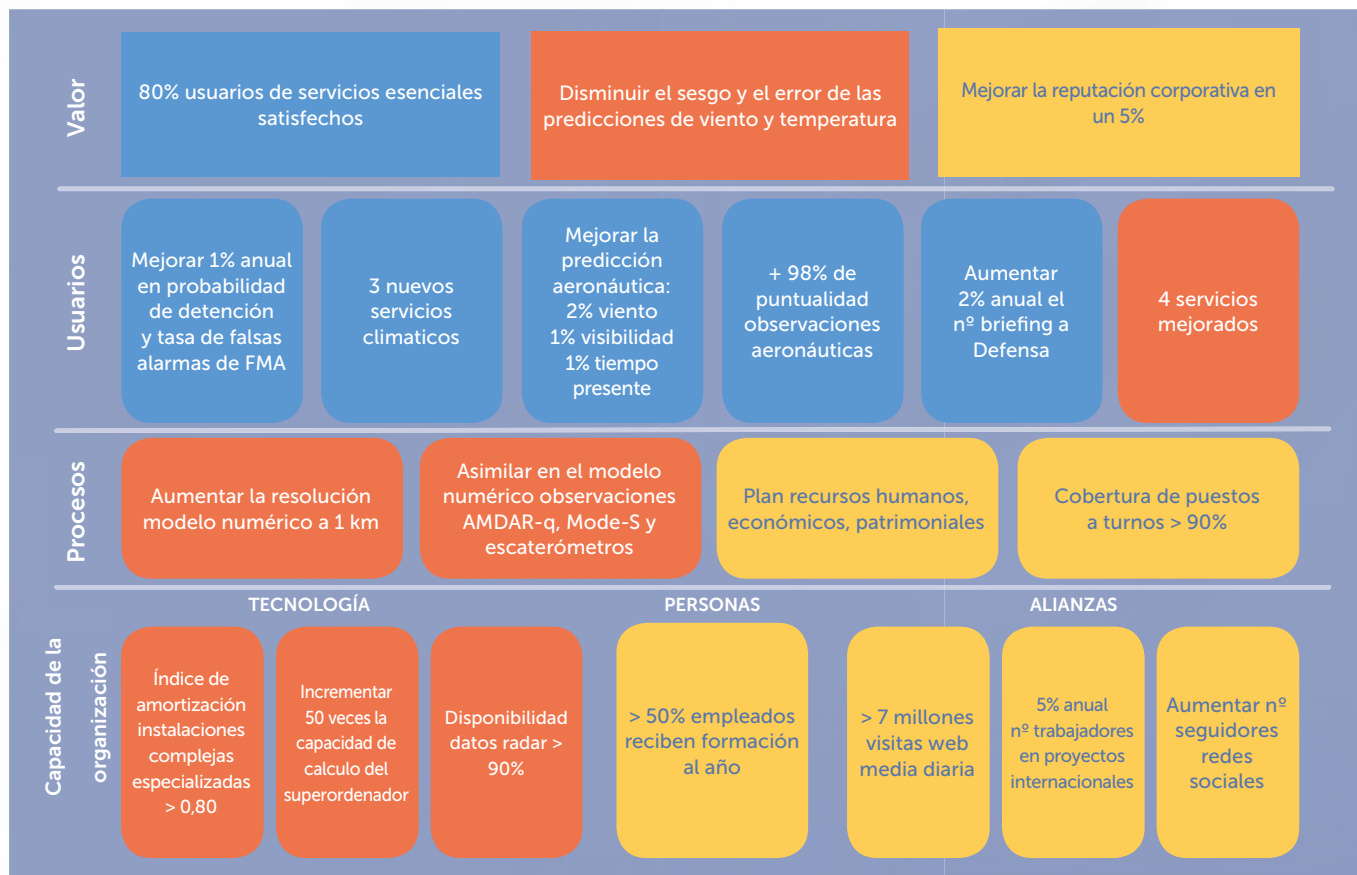 Valor
80% usuarios de servicios esenciales
satisfechos
Disminuir el sesgo y el error de las
predicciones de viento y temperatura
Mejorar la reputación corporativa en
un 5%
Usuarios
Mejorar 1% anual
en probabilidad
de detención
y tasa de falsas
alarmas de FMA
3 nuevos
servicios
climaticos
Mejorar la
predicción
aeronáutica:
2% viento
1% visibilidad
1% tiempo
presente
+ 98% de
puntualidad
observaciones
aeronáuticas
Aumentar
2% anual el
nº briefing a
Defensa
4 servicios
mejorados
Procesos
Aumentar la resolución
modelo numérico a 1 km
Asimilar en el modelo
numérico observaciones
AMDAR-q, Mode-S y
escaterómetros
Plan recursos humanos,
económicos, patrimoniales
Cobertura de puestos
a turnos > 90%
Capacidad de la
organización
TECNOLOGÍA
Índice de
amortización
instalaciones
complejas
especializadas
> 0,80
Incrementar
50 veces la
capacidad de
calculo del
superordenador
Disponibilidad
datos radar >
90%
PERSONAS
> 50% empleados
reciben formación
al año
ALIANZAS
> 7 millones
visitas web
media diaria
5% anual
nº trabajadores
en proyectos
internacionales
Aumentar nº
seguidores
redes
sociales